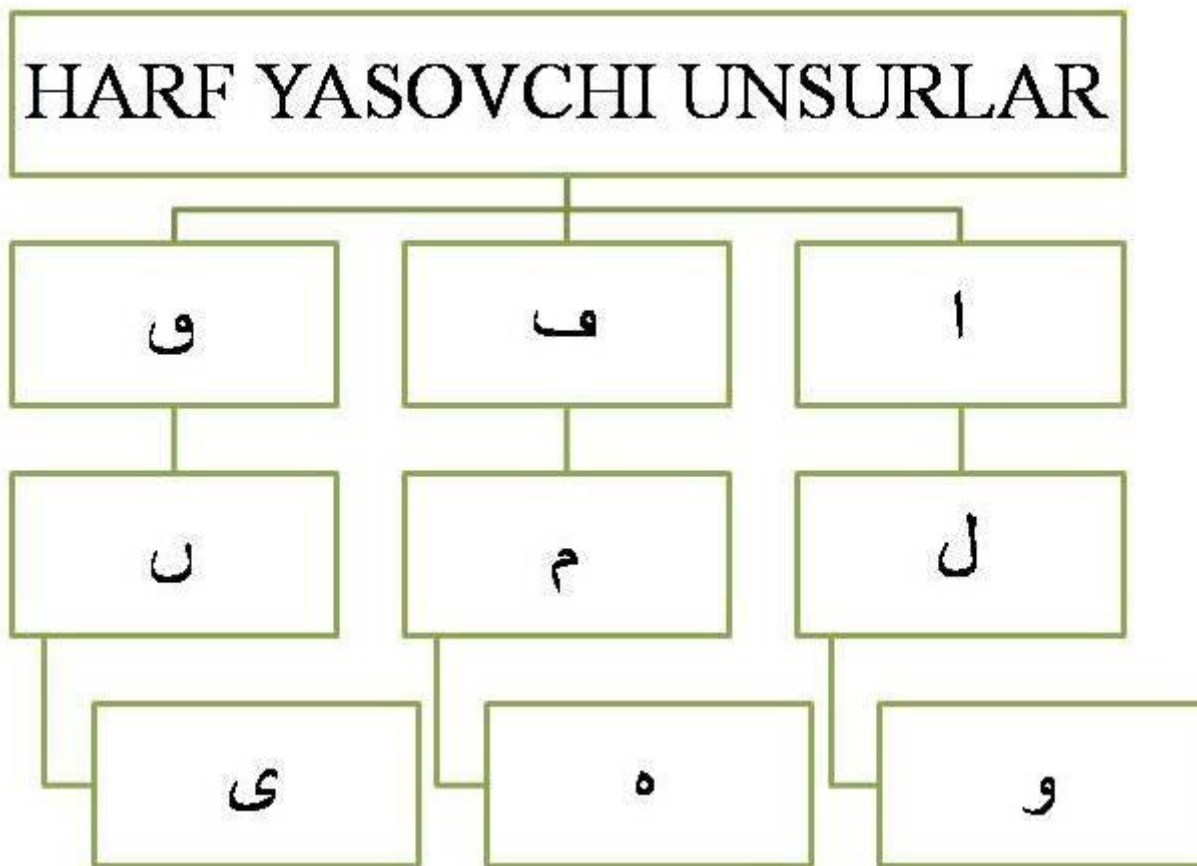 HARF YASOVCHI UNSURLAR
ٯ ڡ ا
ں م ل
ى ه و